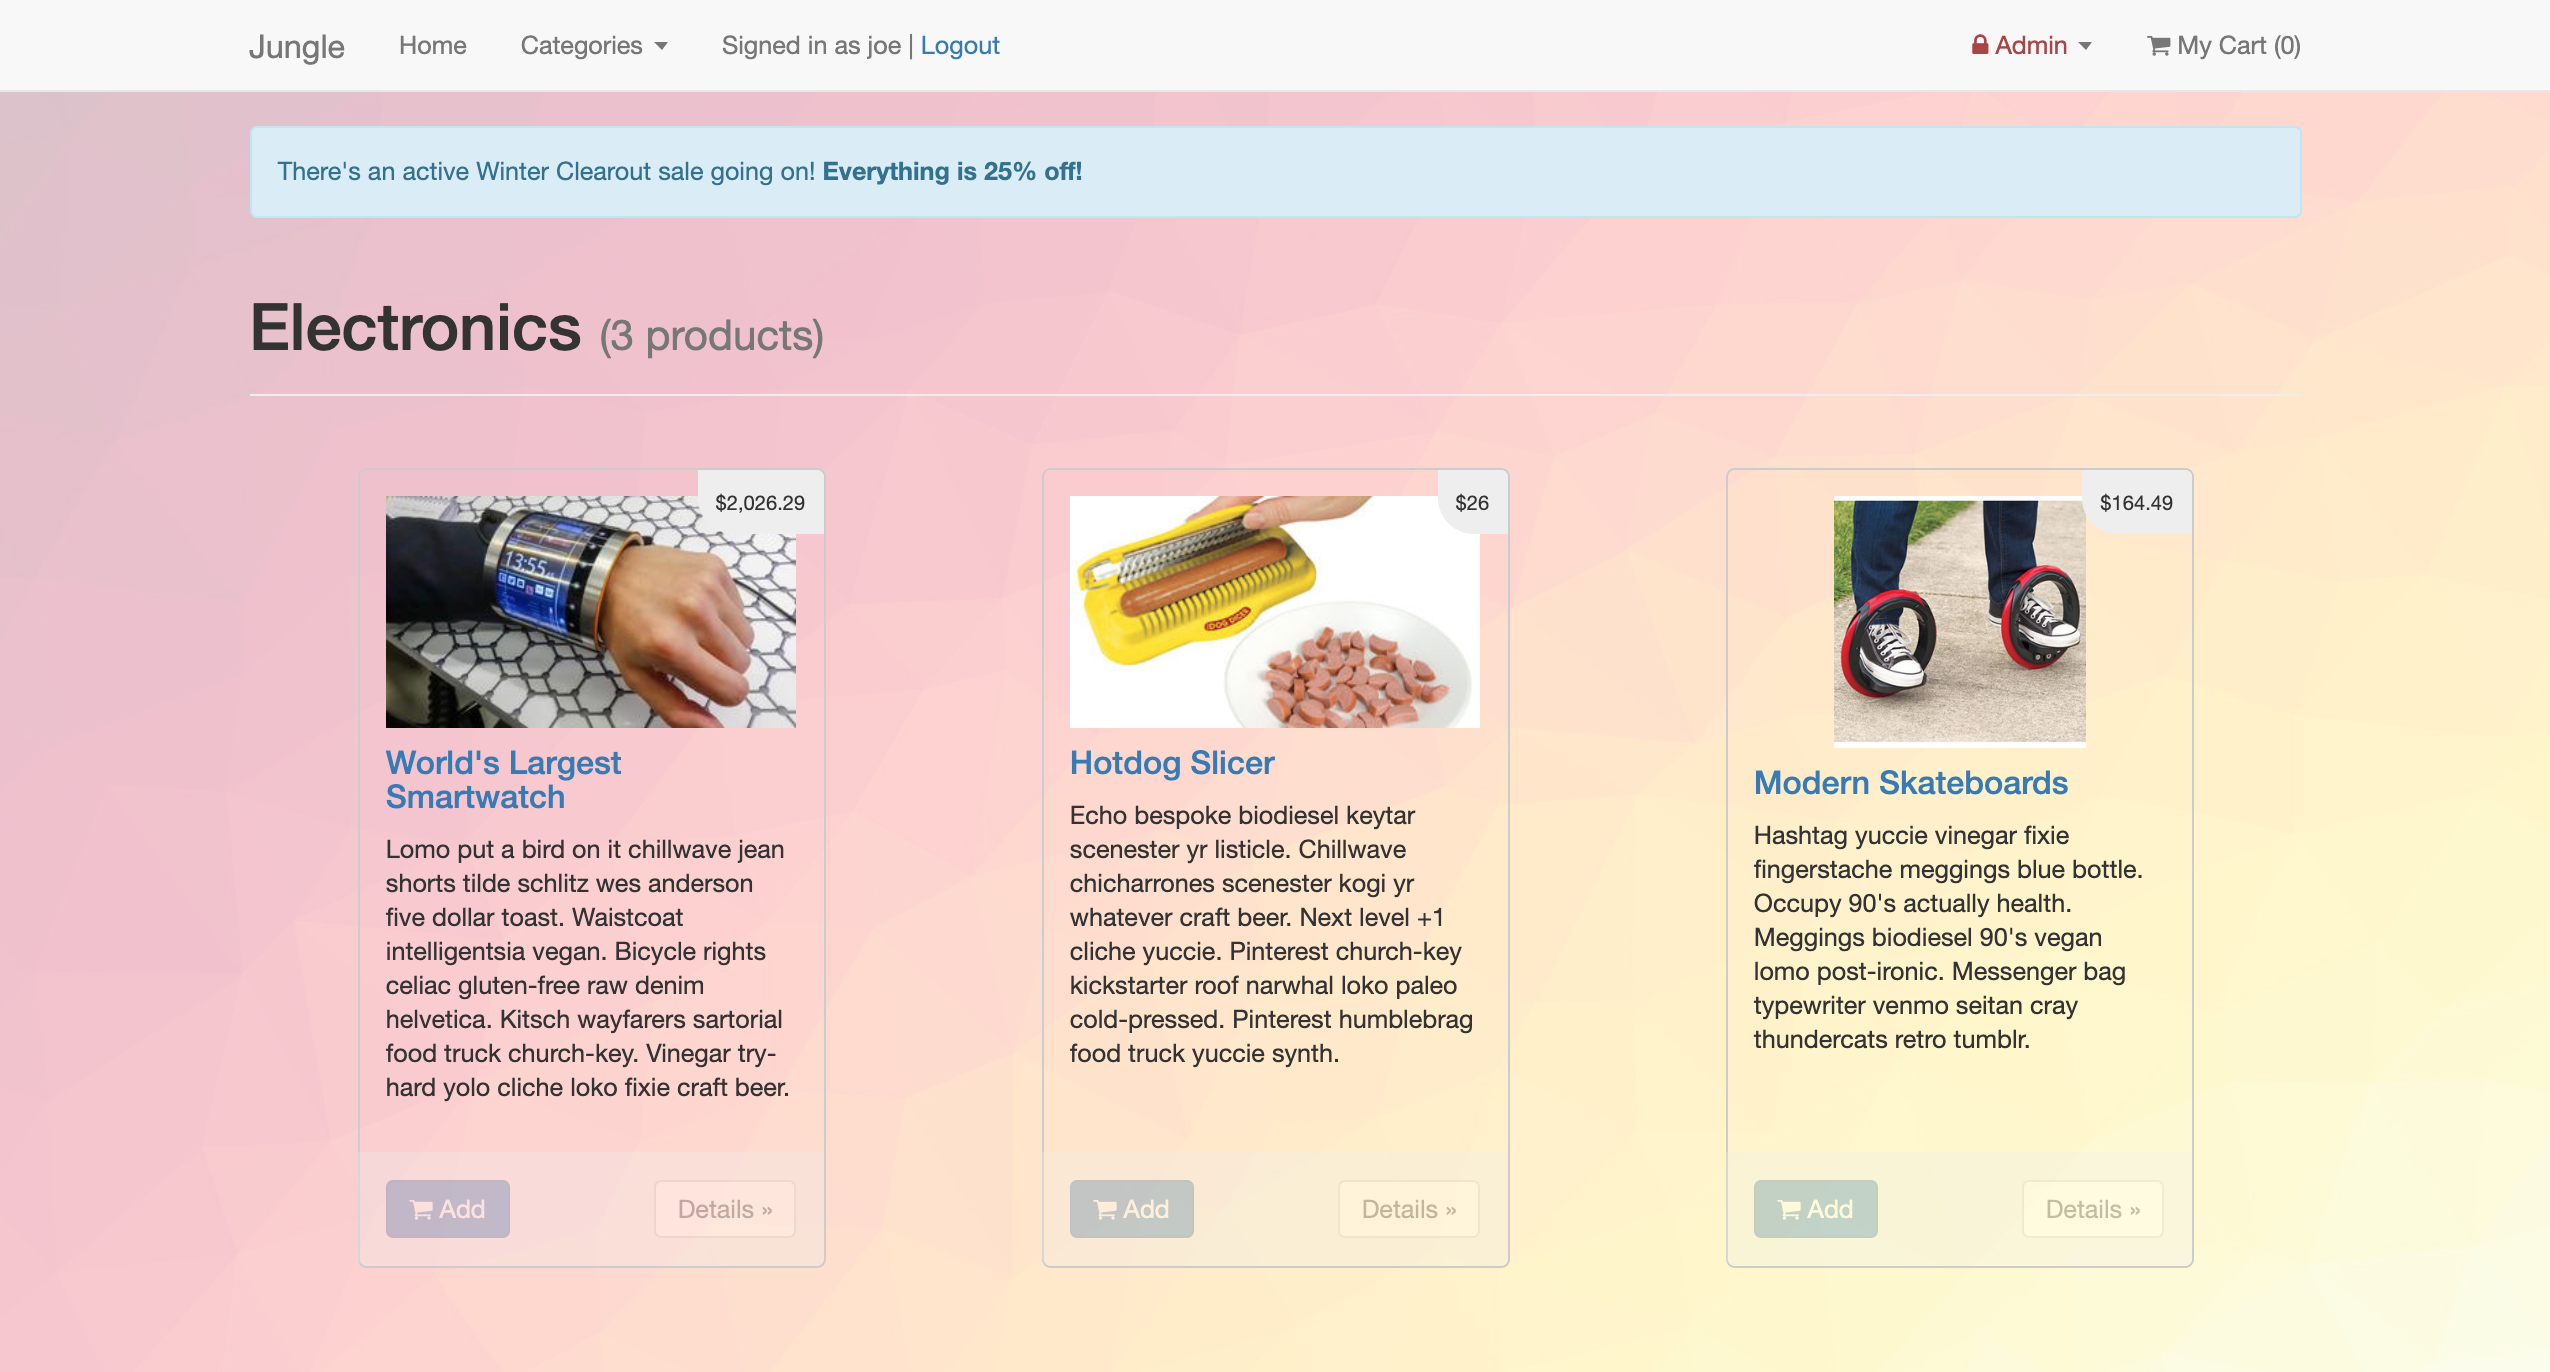 Jungle Home Categories Signed in as joe | Logout Admin My Cart (0)
There's an active Winter Clearout sale going on! Everything is 25% off!
Electronics (3 products)
$2,026.29
13:55
World's Largest
Smartwatch
Lomo put a bird on it chillwave jean
shorts tilde schlitz wes anderson
five dollar toast. Waistcoat
intelligentsia vegan. Bicycle rights
celiac gluten-free raw denim
helvetica. Kitsch wayfarers sartorial
food truck church-key. Vinegar try-
hard yolo cliche loko fixie craft beer.
Add Details »
$26
DOG DICER
Hotdog Slicer
Echo bespoke biodiesel keytar
scenester yr listicle. Chillwave
chicharrones scenester kogi yr
whatever craft beer. Next level +1
cliche yuccie. Pinterest church-key
kickstarter roof narwhal loko paleo
cold-pressed. Pinterest humblebrag
food truck yuccie synth.
Add Details »
$164.49
Modern Skateboards
Hashtag yuccie vinegar fixie
fingerstache meggings blue bottle.
Occupy 90's actually health.
Meggings biodiesel 90's vegan
lomo post-ironic. Messenger bag
typewriter venmo seitan cray
thundercats retro tumblr.
Add Details »